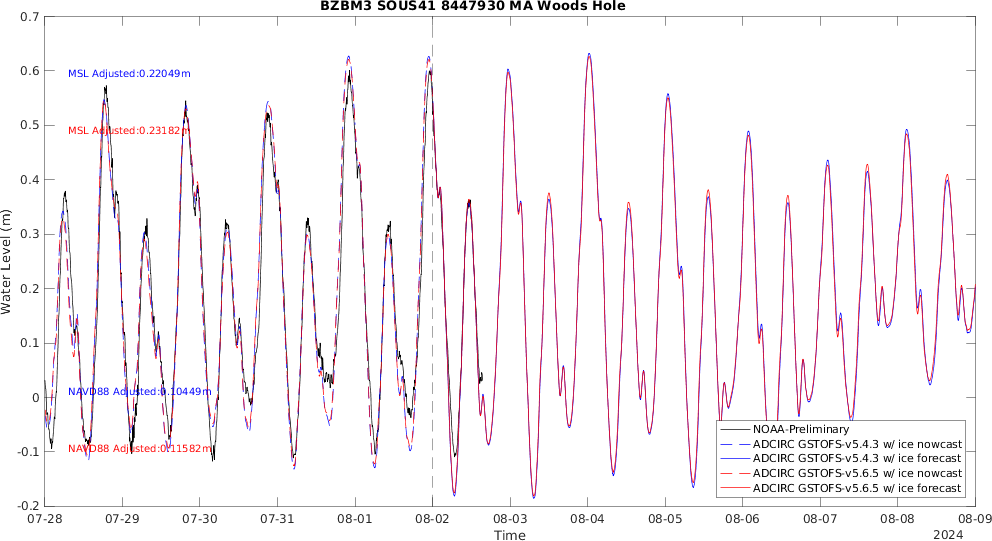 BZBM3 SOUS41 8447930 MA Woods Hole
0.7
0.6
0.5
0.4
0.3
0.2
0.1
0
-0.1
-0.2
Water Level (m)
MSL Adjusted:0.22049m
MSL Adjusted:0.23182m
NAVD88 Adjusted:0.10449m
NAVD88 Adjusted:0.11582m
NOAA-Preliminary
ADCIRC GSTOFS-v5.4.3 w/ ice nowcast
ADCIRC GSTOFS-v5.4.3 w/ ice forecast
ADCIRC GSTOFS-v5.6.5 w/ ice nowcast
ADCIRC GSTOFS-v5.6.5 w/ ice forecast
07-28 07-29 07-30 07-31 08-01 08-02 08-03 08-04 08-05 08-06 08-07 08-08 08-09
Time
2024